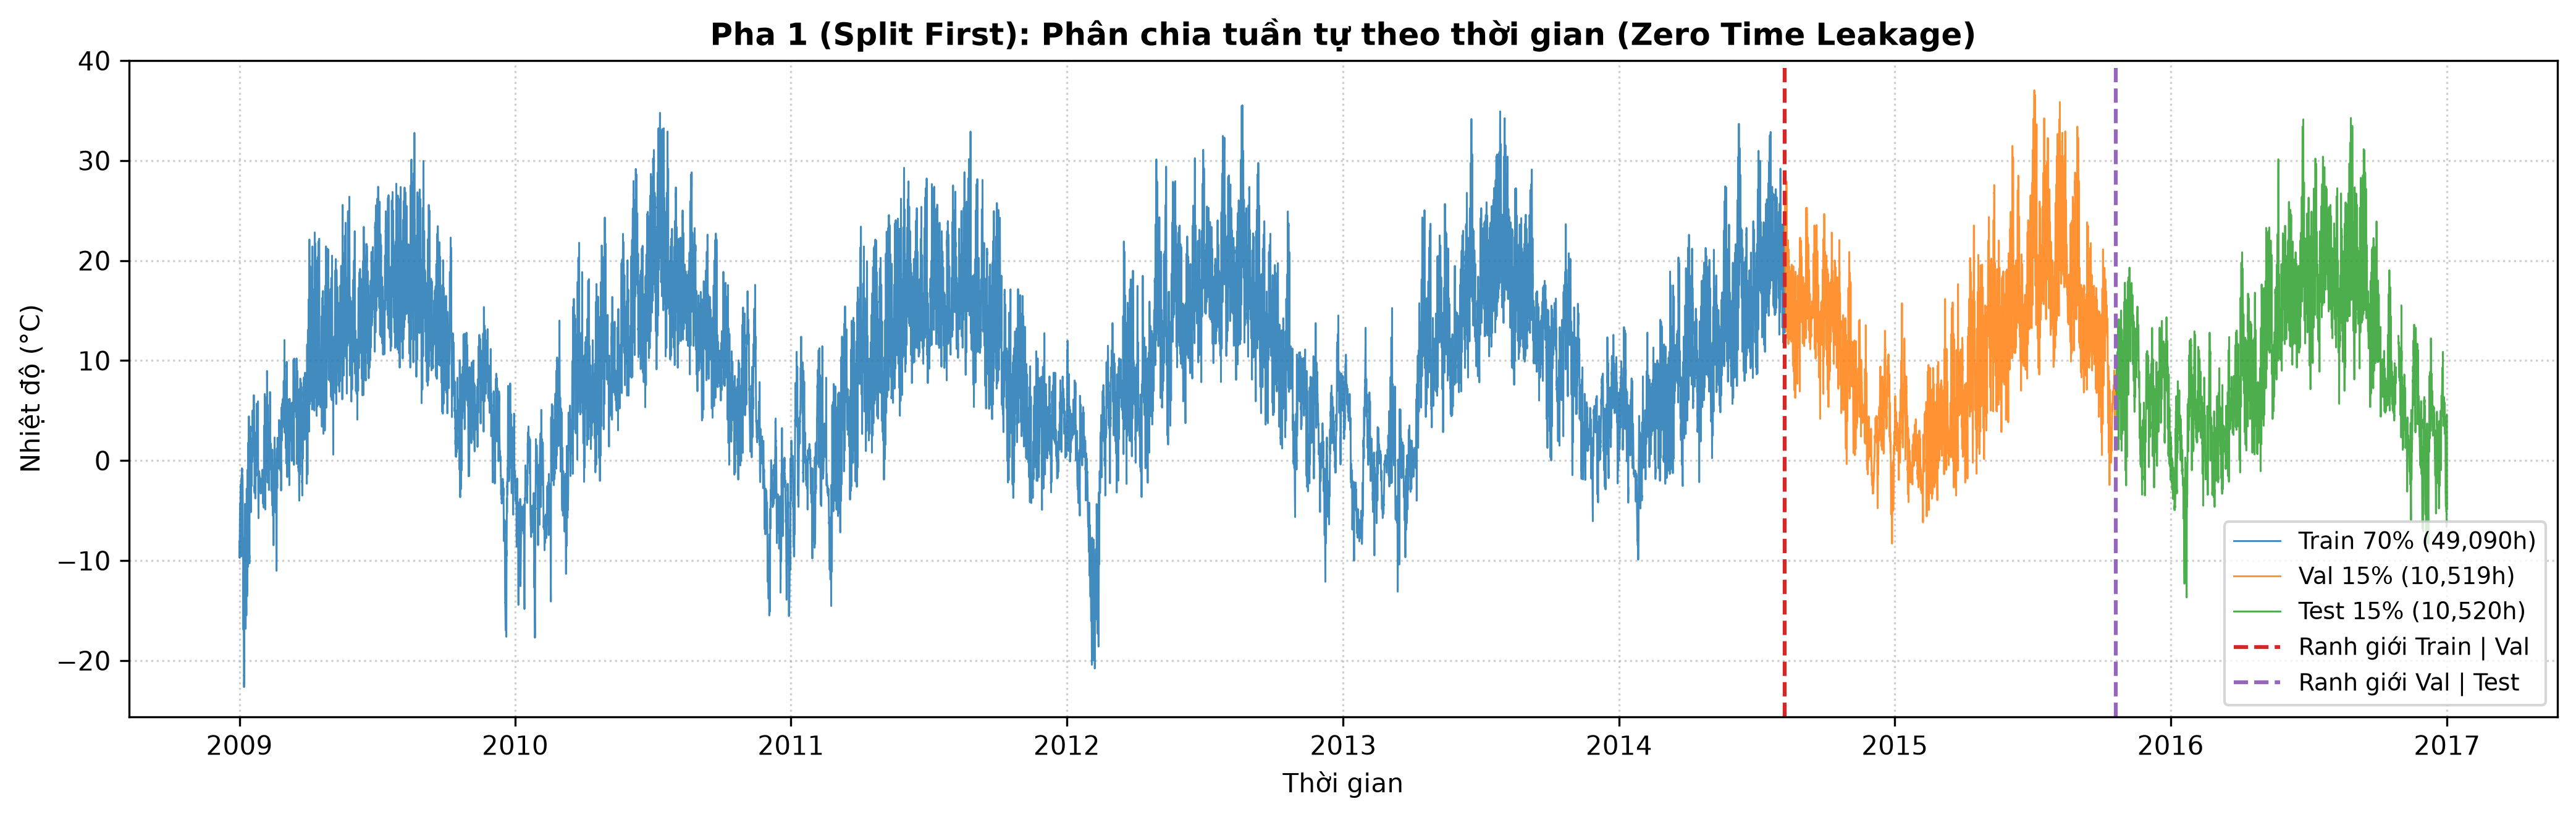 Pha 1 (Split First): Phân chia tuần tự theo thời gian (Zero Time Leakage)
Nhiệt độ (°C)
40
30
20
10
0
−10
−20
2009 2010 2011 2012 2013 2014 2015 2016 2017
Thời gian
Train 70% (49,090h)
Val 15% (10,519h)
Test 15% (10,520h)
Ranh giới Train | Val
Ranh giới Val | Test